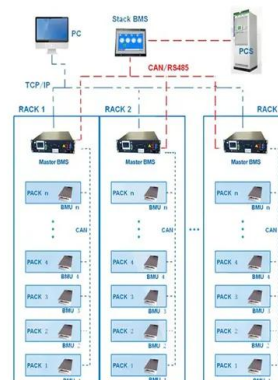 Stack BMS
PC
PCS
CAN/RS485
TCP/IP
RACK 1
RACK 2
RACK
Master BMS
Master BMS
Master BMS
PACK n
PACK n
PACK n
BMU n
BMU n
BMU n
CAN
CAN
CAN
PACK 4
PACK 4
PACK 4
BMU 4
BMU 4
BMU 4
PACK 3
PACK 3
PACK 3
BMU 3
BMU 3
BMU 3
PACK 2
PACK 2
PACK 2
BMU
BMU
BMU
PACK 1
PACK 1
PACK 1